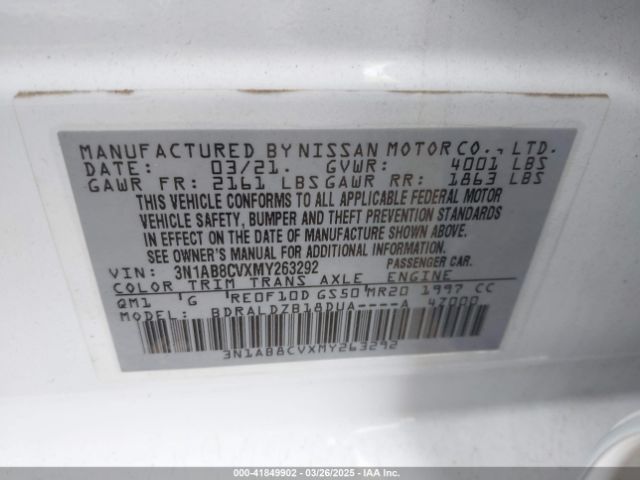 MANUFACTURED BY NISSAN MOTOR CO., LTD.
DATE: 03/21. GVWR: 4001 LBS
GAWR FR: 2161 LBS GAWR RR: 1863 LBS
THIS VEHICLE CONFORMS TO ALL APPLICABLE FEDERAL MOTOR
VEHICLE SAFETY, BUMPER AND THEFT PREVENTION STANDARDS
IN EFFECT ON THE DATE OF MANUFACTURE SHOWN ABOVE.
SEE OWNER'S MANUAL FOR ADDITIONAL INFORMATION.
VIN: 3N1AB8CVXMY263292 PASSENGER CAR.
COLOR TRIM TRANS AXLE ENGINE
QM1 G RE0F10D GS50 MR20 1997 CC
MODEL: BDRALDZB18DUA----A 47000
3N1AB8CVXMY263292
00-41849902 | 03/26/2025 | IAA, Inc.